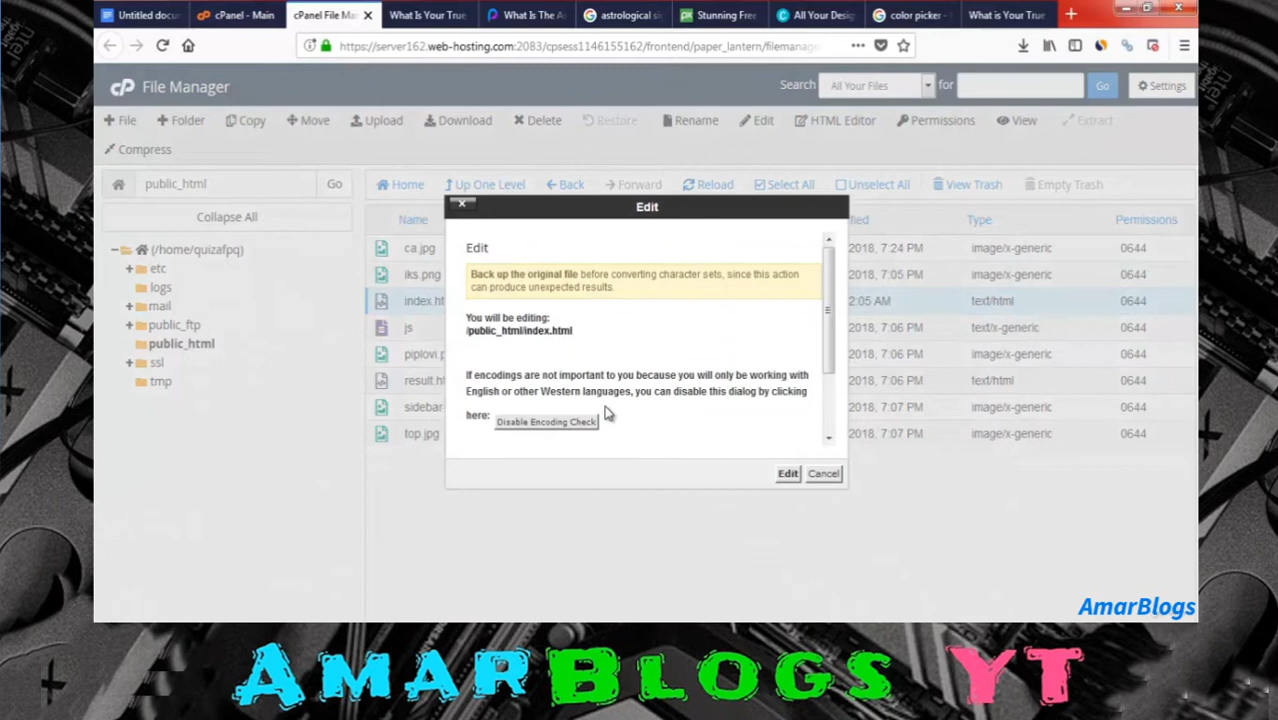 Untitled docu
cPanel - Main
cPanel File Ma
What Is Your True
What Is The A
astrological si
Stunning Free
All Your Desig
color picker -
What is Your True
https://server162.web-hosting.com:2083/cpsess1146155162/frontend/paper_lantern/filemanag
cP File Manager
Search All Your Files for Go Settings
+ File + Folder Copy Move Upload Download Delete Restore Rename Edit HTML Editor Permissions View Extract
Compress
public_html Go Home Up One Level Back Forward Reload Select All Unselect All View Trash Empty Trash
Collapse All
Name fied Type Permissions
(/home/quizafpq)
etc
logs
mail
public_ftp
public_html
ssl
tmp
ca.jpg 2018, 7:24 PM image/x-generic 0644
iks.png 2018, 7:05 PM image/x-generic 0644
index.ht 2:05 AM text/html 0644
js 2018, 7:07 PM text/x-generic 0644
piplovi.p 2018, 7:07 PM image/x-generic 0644
result.h 2018, 7:07 PM text/html 0644
sidebar- 2018, 7:07 PM image/x-generic 0644
top.jpg 2018, 7:07 PM image/x-generic 0644
Edit
Edit
Back up the original file before converting character sets, since this action
can produce unexpected results.
You will be editing:
/public_html/index.html
If encodings are not important to you because you will only be working with
English or other Western languages, you can disable this dialog by clicking
here: Disable Encoding Check
Edit Cancel
AmarBlogs
AMARBLOGS YT